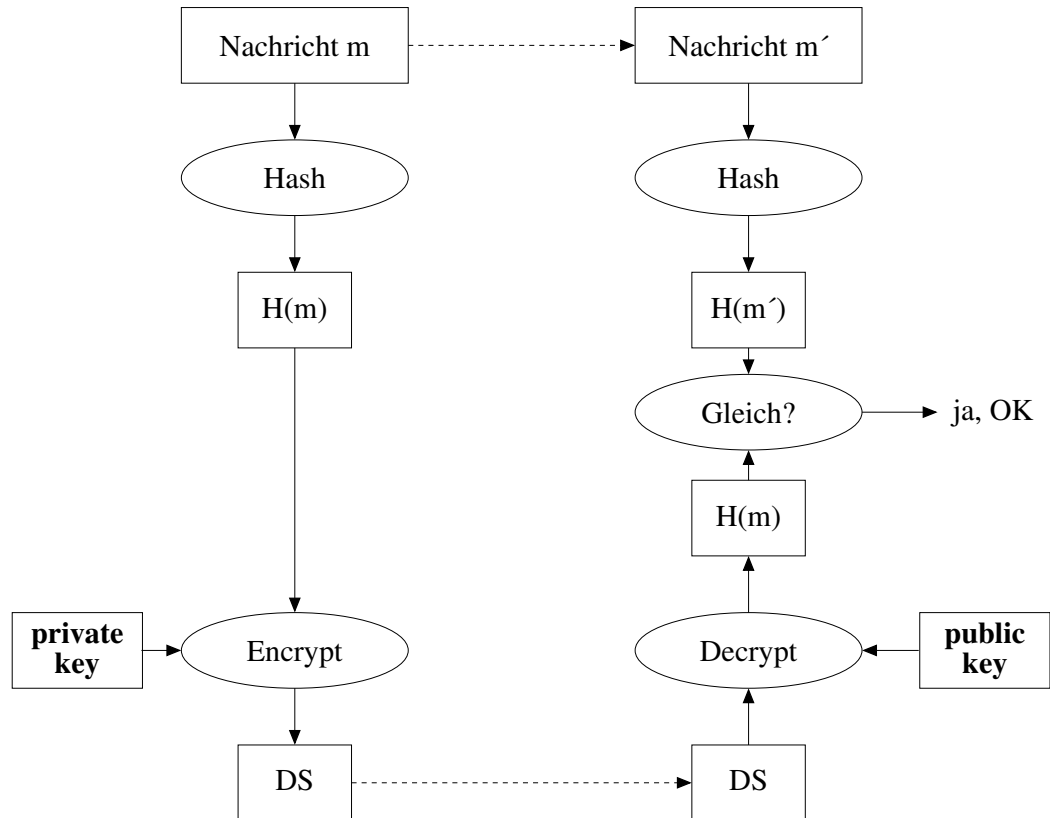 Nachricht m
Nachricht m´
Hash
Hash
H(m)
H(m´)
Gleich?
ja, OK
H(m)
private
key
Encrypt
Decrypt
public
key
DS
DS